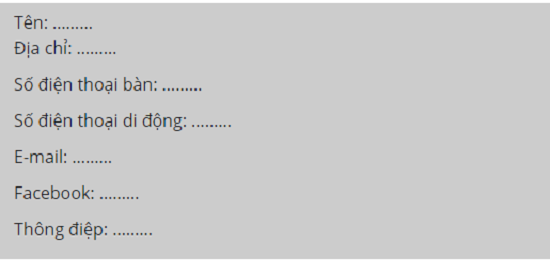 Tên: .........
Địa chỉ: .........
Số điện thoại bàn: .........
Số điện thoại di động: .........
E-mail: .........
Facebook: .........
Thông điệp: .........